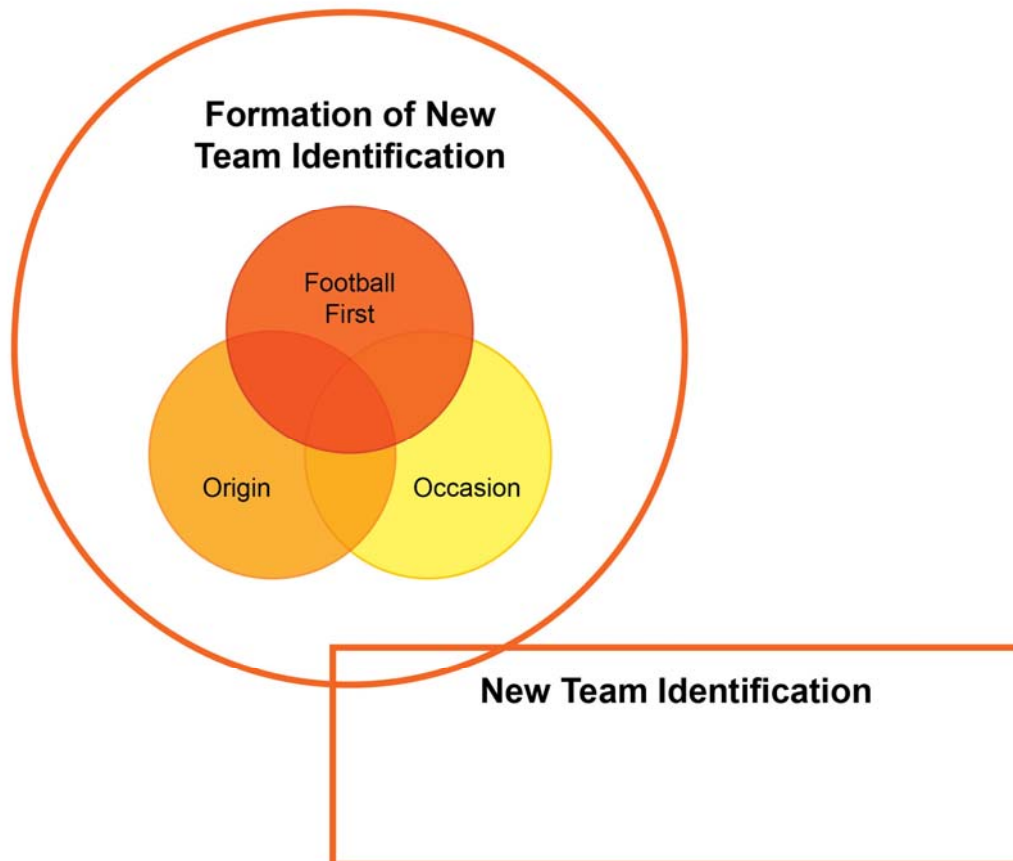 Formation of New
Team Identification
Football
First
Origin
Occasion
New Team Identification